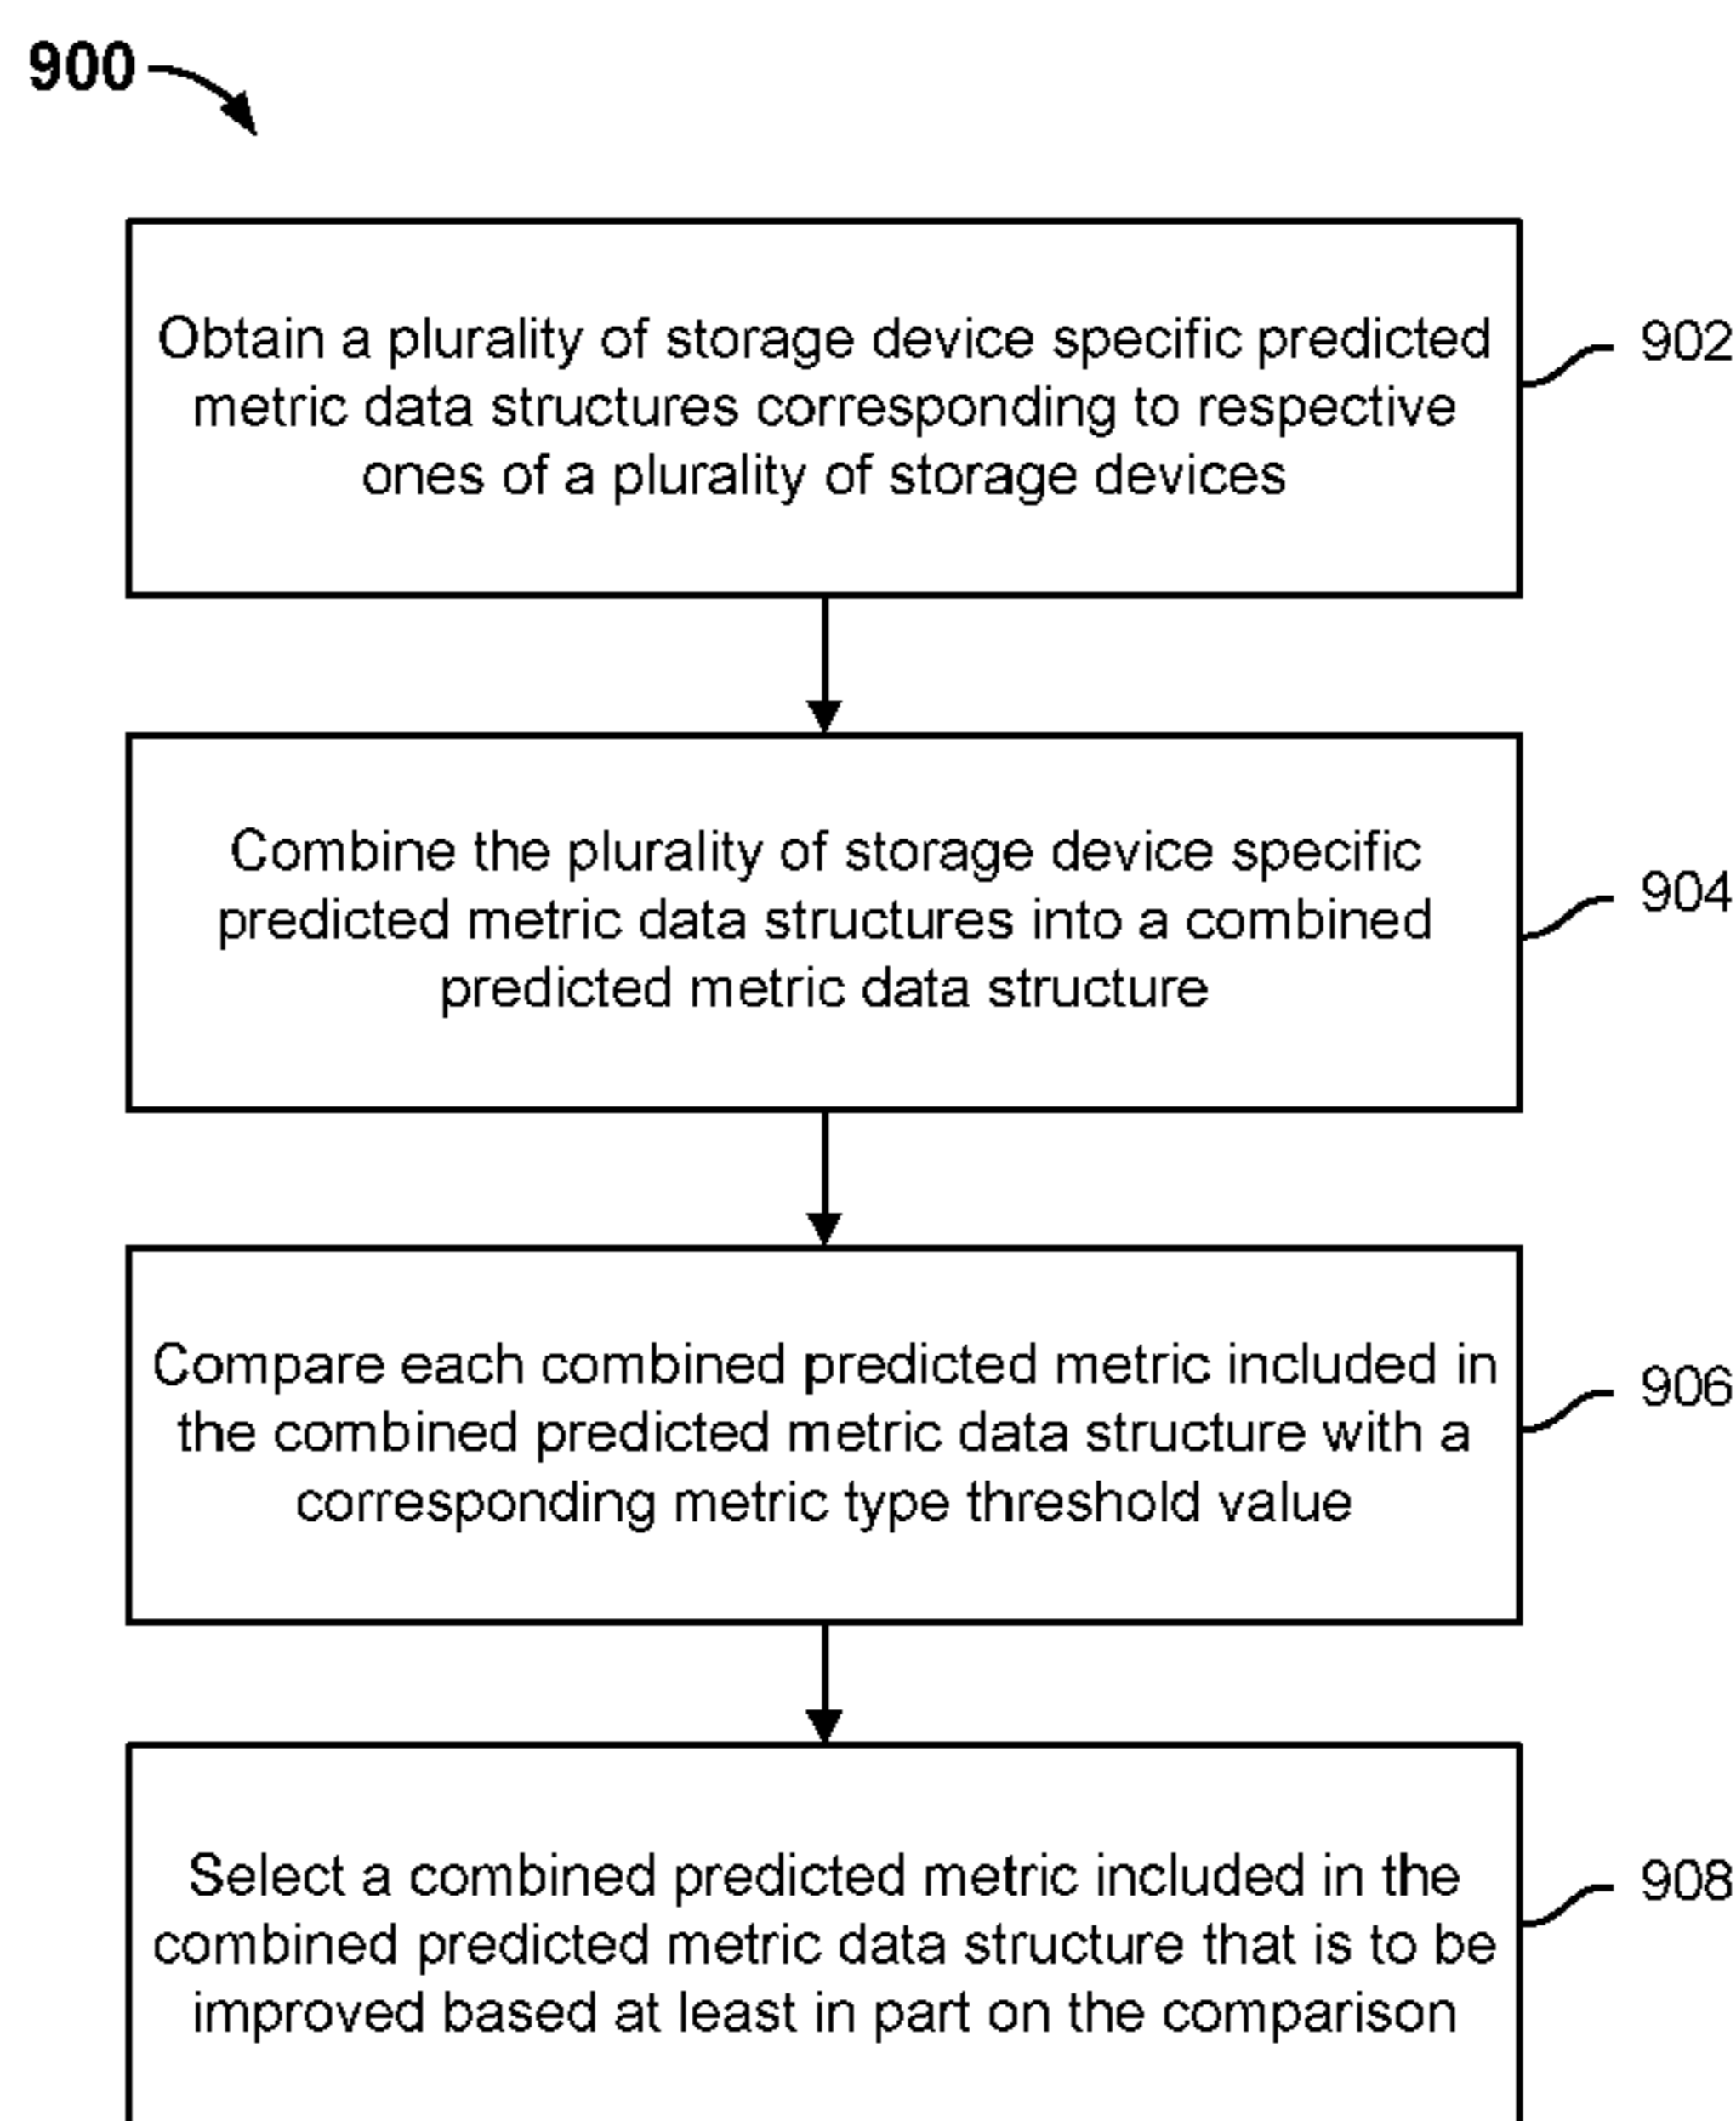 900
Obtain a plurality of storage device specific predicted
metric data structures corresponding to respective
ones of a plurality of storage devices
902
Combine the plurality of storage device specific
predicted metric data structures into a combined
predicted metric data structure
904
Compare each combined predicted metric included in
the combined predicted metric data structure with a
corresponding metric type threshold value
906
Select a combined predicted metric included in the
combined predicted metric data structure that is to be
improved based at least in part on the comparison
908